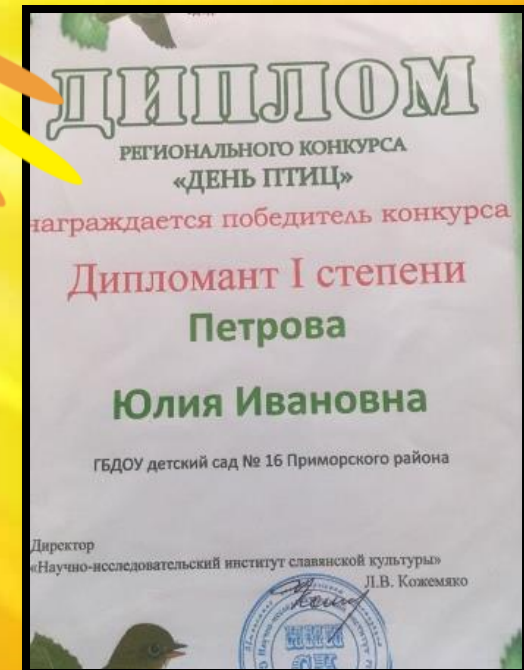 ДИПЛОМ
РЕГИОНАЛЬНОГО КОНКУРСА
«ДЕНЬ ПТИЦ»
награждается победитель конкурса
Дипломант I степени
Петрова
Юлия Ивановна
ГБДОУ детский сад № 16 Приморского района
Директор
«Научно-исследовательский институт славянской культуры»
Л.В. Кожемяко